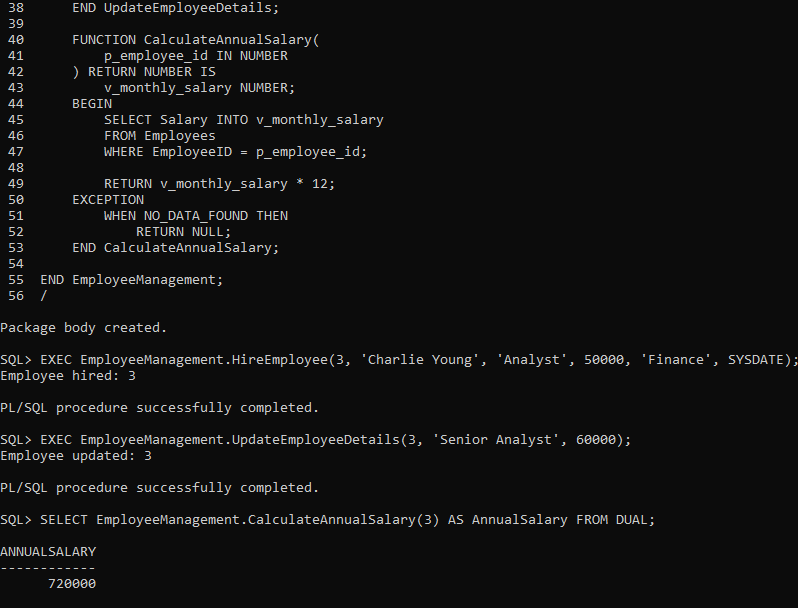 38      END UpdateEmployeeDetails;
39
40      FUNCTION CalculateAnnualSalary(
41          p_employee_id IN NUMBER
42      ) RETURN NUMBER IS
43          v_monthly_salary NUMBER;
44      BEGIN
45          SELECT Salary INTO v_monthly_salary
46          FROM Employees
47          WHERE EmployeeID = p_employee_id;
48
49          RETURN v_monthly_salary * 12;
50      EXCEPTION
51          WHEN NO_DATA_FOUND THEN
52              RETURN NULL;
53      END CalculateAnnualSalary;
54
55  END EmployeeManagement;
56  /
Package body created.
SQL> EXEC EmployeeManagement.HireEmployee(3, 'Charlie Young', 'Analyst', 50000, 'Finance', SYSDATE);
Employee hired: 3
PL/SQL procedure successfully completed.
SQL> EXEC EmployeeManagement.UpdateEmployeeDetails(3, 'Senior Analyst', 60000);
Employee updated: 3
PL/SQL procedure successfully completed.
SQL> SELECT EmployeeManagement.CalculateAnnualSalary(3) AS AnnualSalary FROM DUAL;
ANNUALSALARY
------------
      720000